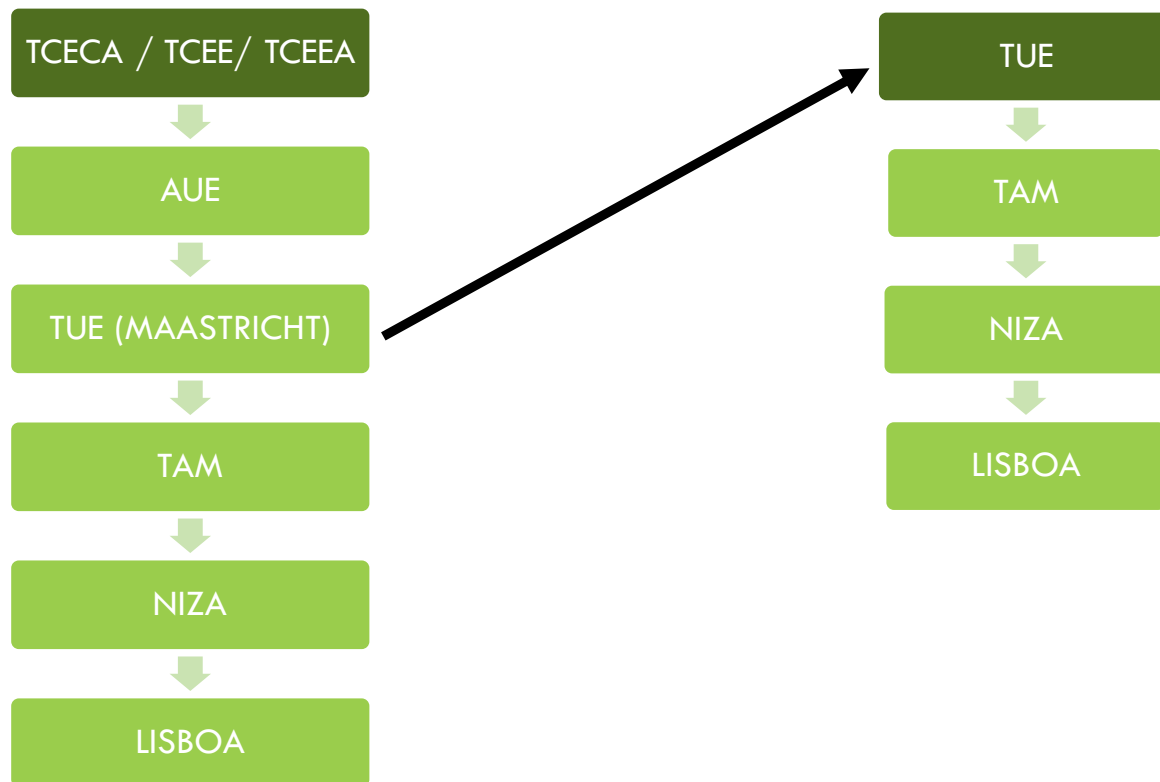 TCECA / TCEE/ TCEEA
AUE
TUE (MAASTRICHT)
TAM
NIZA
LISBOA
TUE
TAM
NIZA
LISBOA